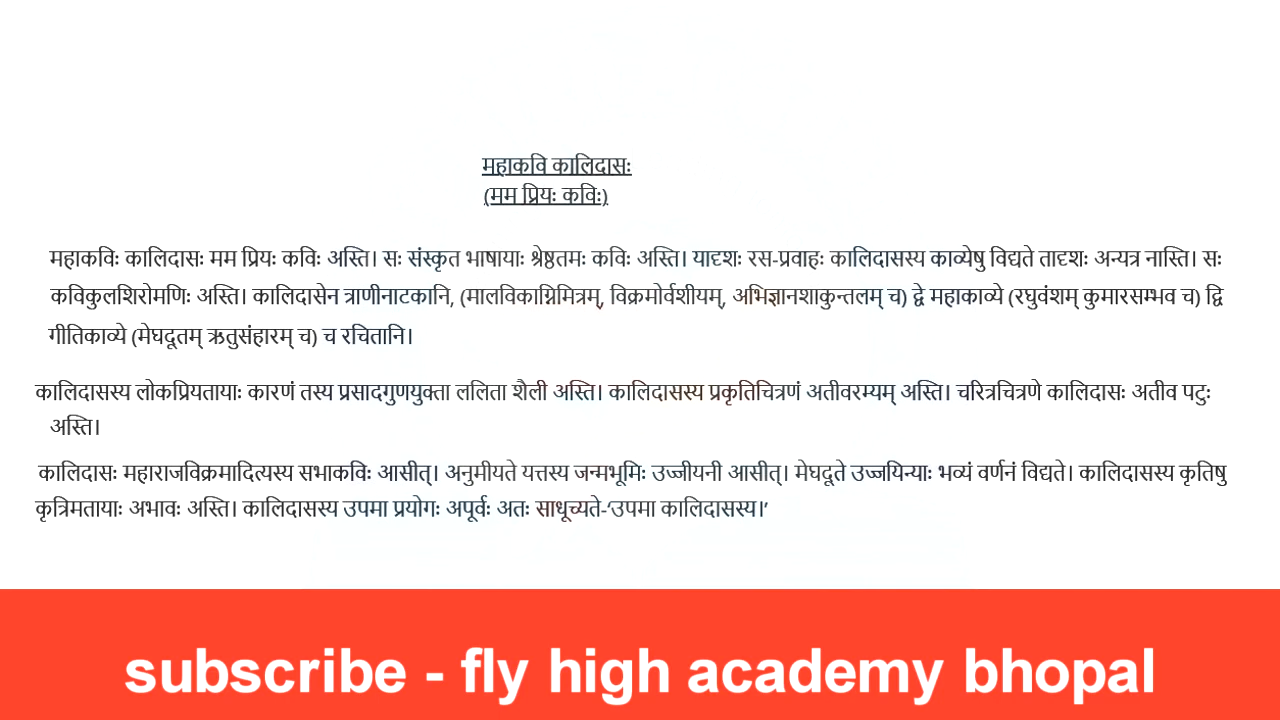 महाकवि कालिदासः
(मम प्रियः कविः)
महाकविः कालिदासः मम प्रियः कविः अस्ति। सः संस्कृत भाषायाः श्रेष्ठतमः कविः अस्ति। यादृशः रस-प्रवाहः कालिदासस्य काव्येषु विद्यते तादृशः अन्यत्र नास्ति। सः
कविकुलशिरोमणिः अस्ति। कालिदासेन त्राणीनाटकानि, (मालविकाग्निमित्रम्, विक्रमोर्वशीयम्, अभिज्ञानशाकुन्तलम् च) द्वे महाकाव्ये (रघुवंशम् कुमारसम्भव च) द्वि
गीतिकाव्ये (मेघदूतम् ऋतुसंहारम् च) च रचितानि।
कालिदासस्य लोकप्रियतायाः कारणं तस्य प्रसादगुणयुक्ता ललिता शैली अस्ति। कालिदासस्य प्रकृतिचित्रणं अतीवरम्यम् अस्ति। चरित्रचित्रणे कालिदासः अतीव पटुः
अस्ति।
कालिदासः महाराजविक्रमादित्यस्य सभाकविः आसीत्। अनुमीयते यत्तस्य जन्मभूमिः उज्जीयनी आसीत्। मेघदूते उज्जयिन्याः भव्यं वर्णनं विद्यते। कालिदासस्य कृतिषु
कृत्रिमतायाः अभावः अस्ति। कालिदासस्य उपमा प्रयोगः अपूर्वः अतः साधूच्यते-‘उपमा कालिदासस्य।’
subscribe - fly high academy bhopal